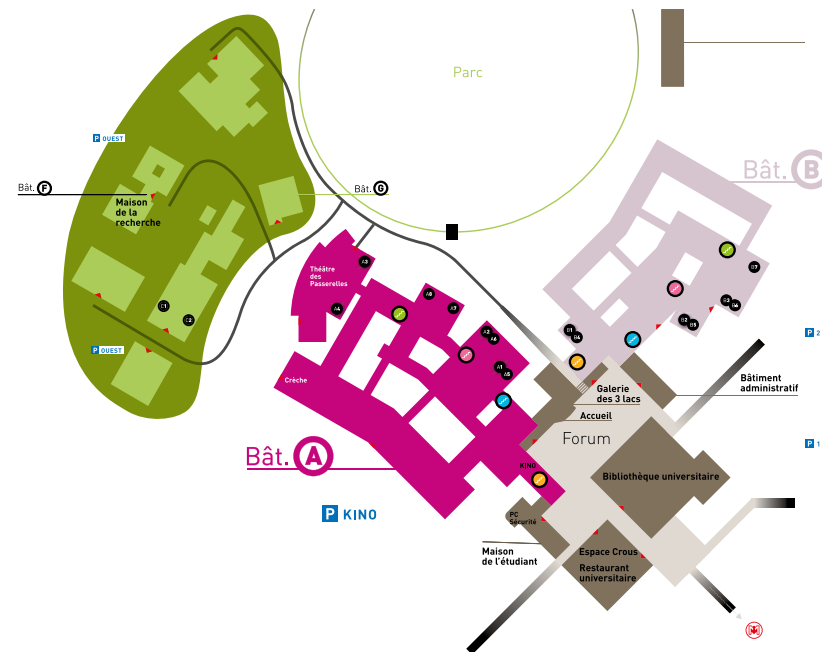 Parc
Bât. B
P OUEST
Bât. F
Maison
de la
recherche
Bât. G
Théâtre
des
Passerelles
A3
A4
A8
A7
A2
A6
A1
A5
B7
B3
B6
B2
B5
B1
B4
C1
C2
P OUEST
P 2
Crèche
Galerie
des 3 lacs
Bâtiment
administratif
Accueil
Forum
P 1
Bât. A
KINO
Bibliothèque universitaire
P KINO
PC
Sécurité
Maison
de l'étudiant
Espace Crous
Restaurant
universitaire
M